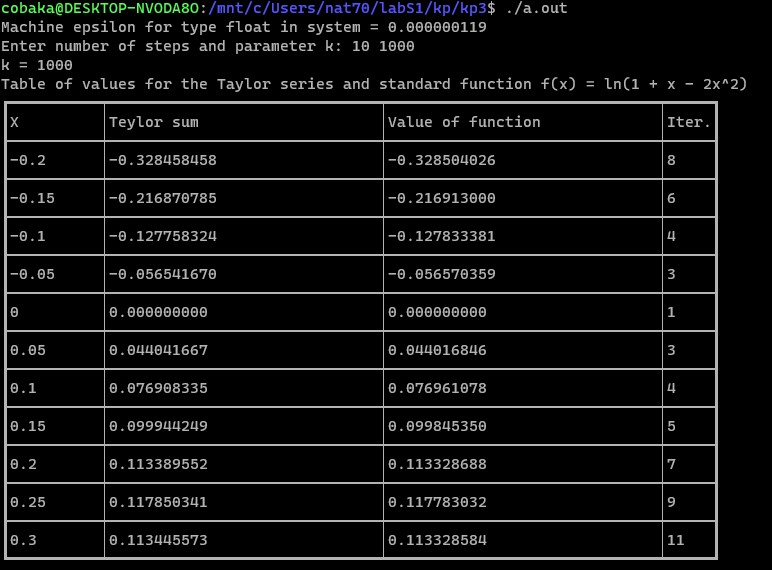 cobaka@DESKTOP-NVODA8O:/mnt/c/Users/nat70/labS1/kp/kp3$ ./a.out
Machine epsilon for type float in system = 0.000000119
Enter number of steps and parameter k: 10 1000
k = 1000
Table of values for the Taylor series and standard function f(x) = ln(1 + x - 2x^2)
X Teylor sum Value of function Iter.
-0.2 -0.328458458 -0.328504026 8
-0.15 -0.216870785 -0.216913000 6
-0.1 -0.127758324 -0.127833381 4
-0.05 -0.056541670 -0.056570359 3
0 0.000000000 0.000000000 1
0.05 0.044041667 0.044016846 3
0.1 0.076908335 0.076961078 4
0.15 0.099944249 0.099845350 5
0.2 0.113389552 0.113328688 7
0.25 0.117850341 0.117783032 9
0.3 0.113445573 0.113328584 11